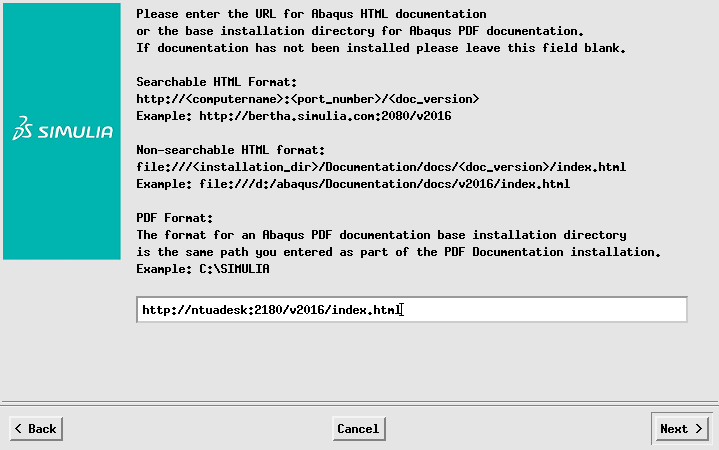 Please enter the URL for Abaqus HTML documentation
or the base installation directory for Abaqus PDF documentation.
If documentation has not been installed please leave this field blank.
Searchable HTML Format:
http://<computername>:<port_number>/<doc_version>
Example: http://bertha.simulia.com:2080/v2016
SIMULIA
Non-searchable HTML format:
file:///<installation_dir>/Documentation/docs/<doc_version>/index.html
Example: file:///d:/abaqus/Documentation/docs/v2016/index.html
PDF Format:
The format for an Abaqus PDF documentation base installation directory
is the same path you entered as part of the PDF Documentation installation.
Example: C:\SIMULIA
http://ntuadesk:2180/v2016/index.html
< Back
Cancel
Next >